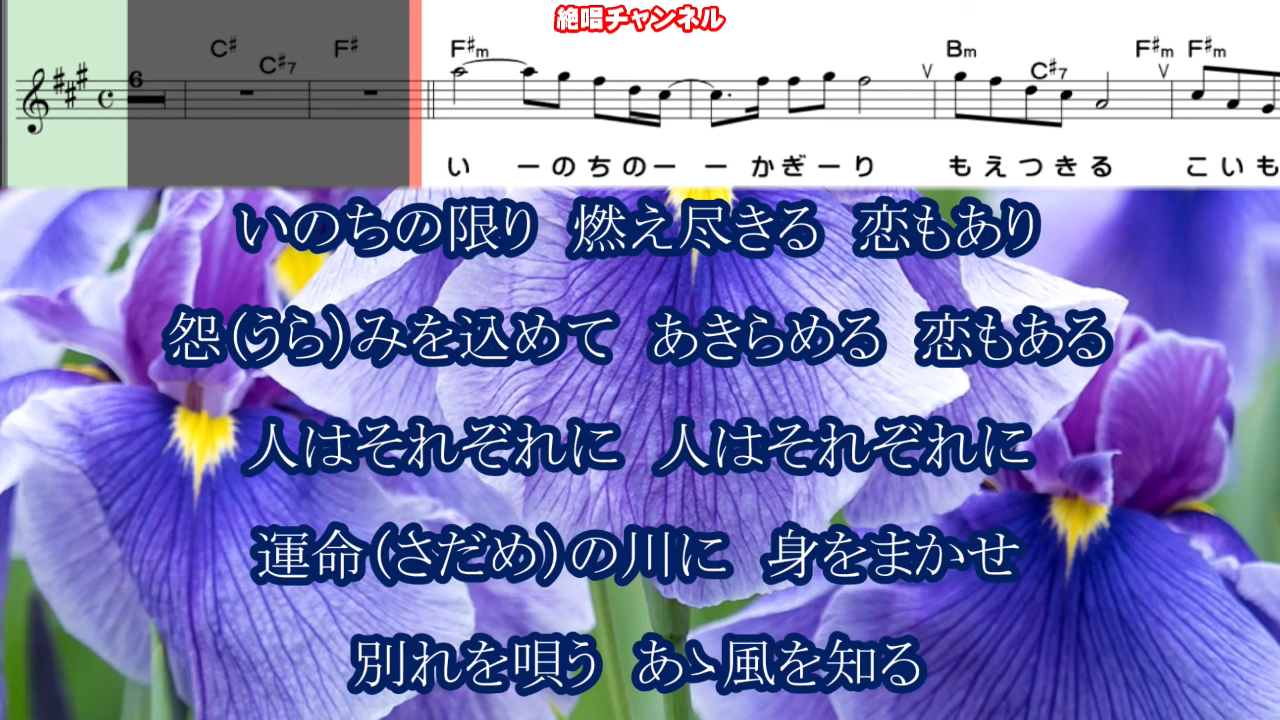 絶唱チャンネル
C♯ C♯7 F♯ F♯m Bm C♯7 F♯m F♯m
6
い ーのちのー ー かぎーり もえつきる こいも
いのちの限り 燃え尽きる 恋もあり
怨(うら)みを込めて あきらめる 恋もある
人はそれぞれに 人はそれぞれに
運命(さだめ)の川に 身をまかせ
別れを唄う あゝ風を知る